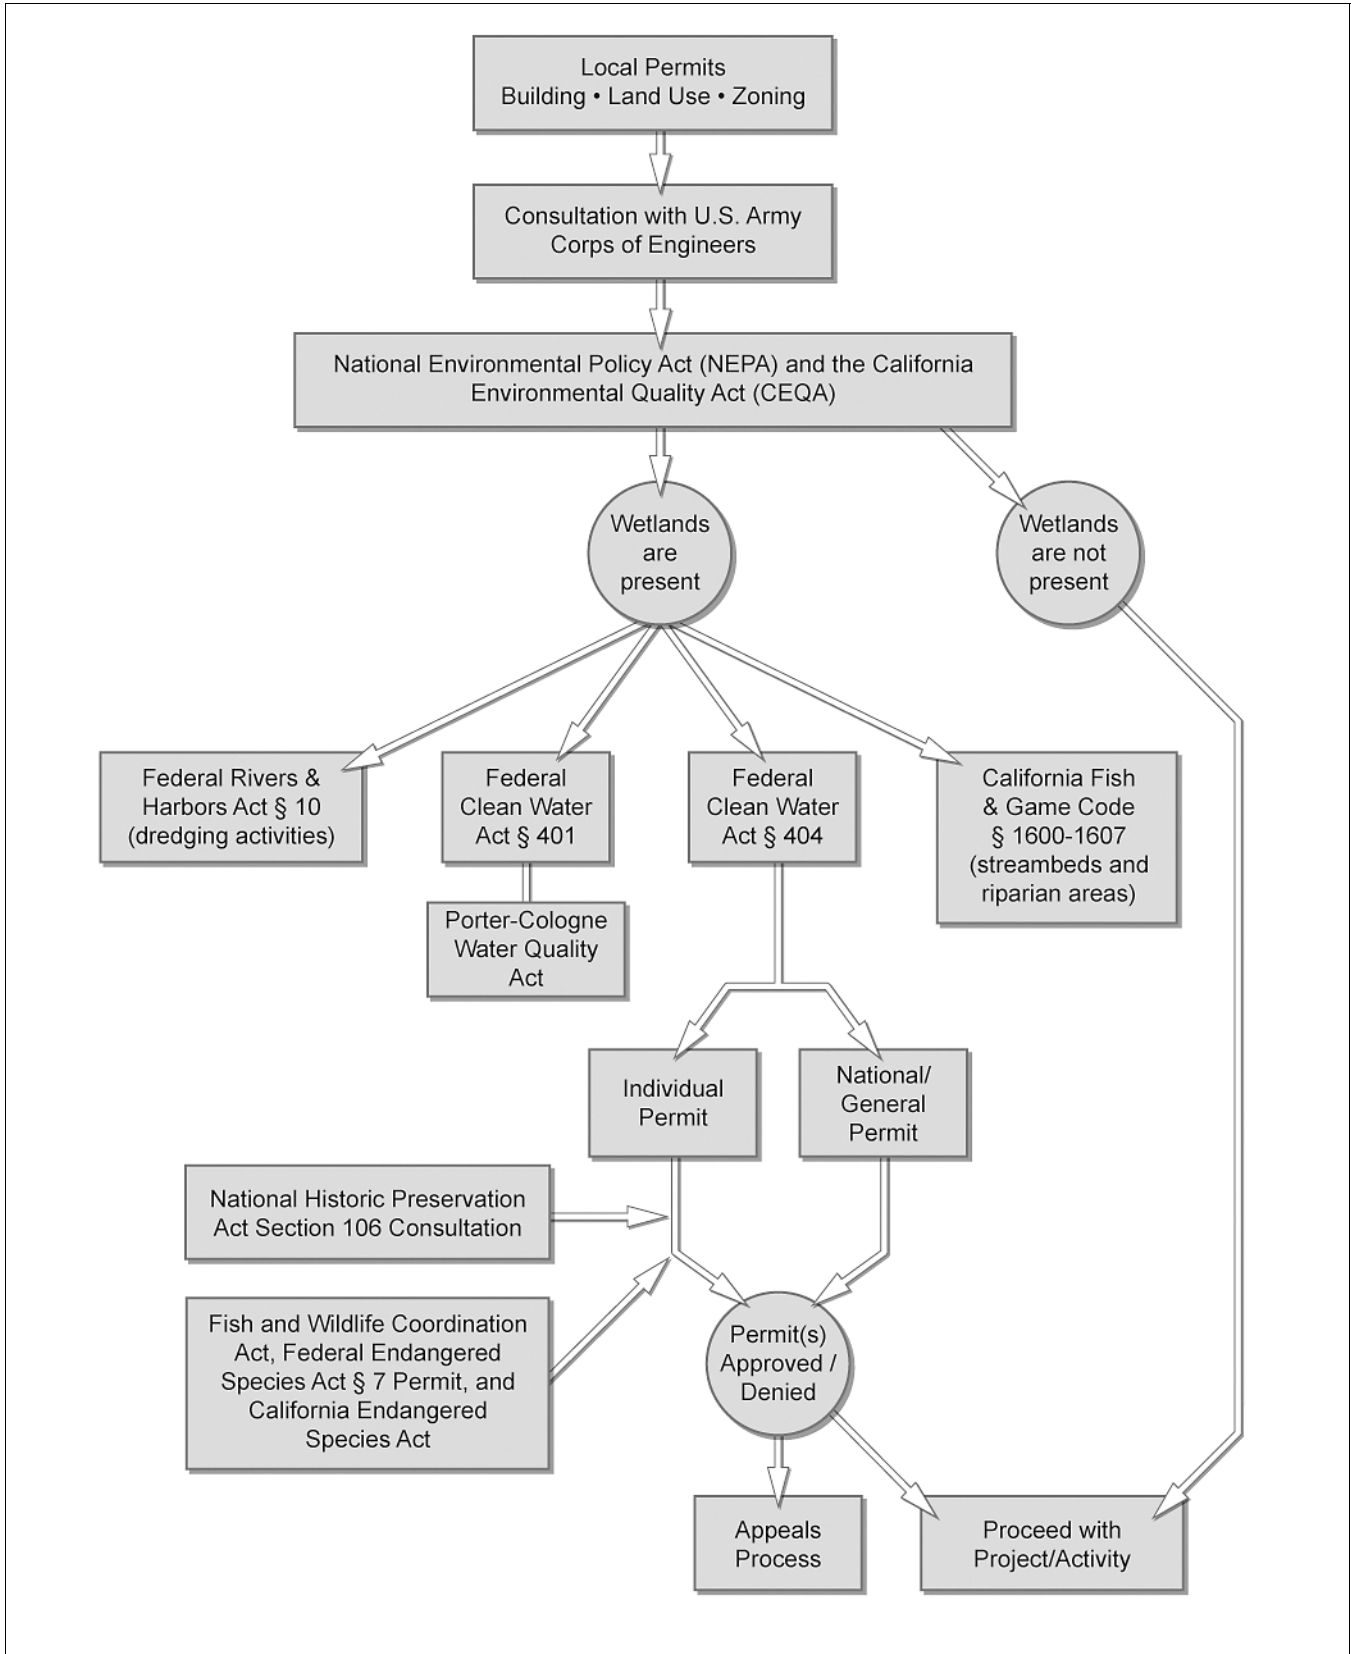 Local Permits
Building • Land Use • Zoning
Consultation with U.S. Army
Corps of Engineers
National Environmental Policy Act (NEPA) and the California
Environmental Quality Act (CEQA)
Wetlands
are
present
Wetlands
are not
present
Federal Rivers &
Harbors Act § 10
(dredging activities)
Federal
Clean Water
Act § 401
Federal
Clean Water
Act § 404
California Fish
& Game Code
§ 1600-1607
(streambeds and
riparian areas)
Porter-Cologne
Water Quality
Act
Individual
Permit
National/
General
Permit
National Historic Preservation
Act Section 106 Consultation
Fish and Wildlife Coordination
Act, Federal Endangered
Species Act § 7 Permit, and
California Endangered
Species Act
Permit(s)
Approved /
Denied
Appeals
Process
Proceed with
Project/Activity